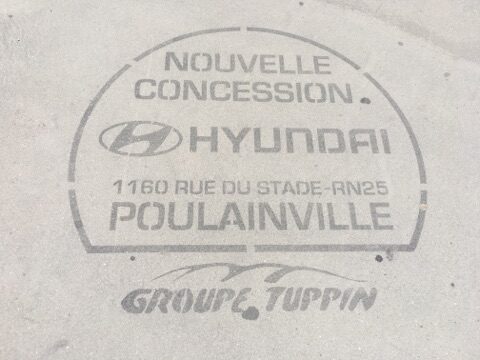 NOUVELLE
CONCESSION
HYUNDAI
1160 RUE DU STADE-RN25
POULAINVILLE
GROUPE TUPPIN